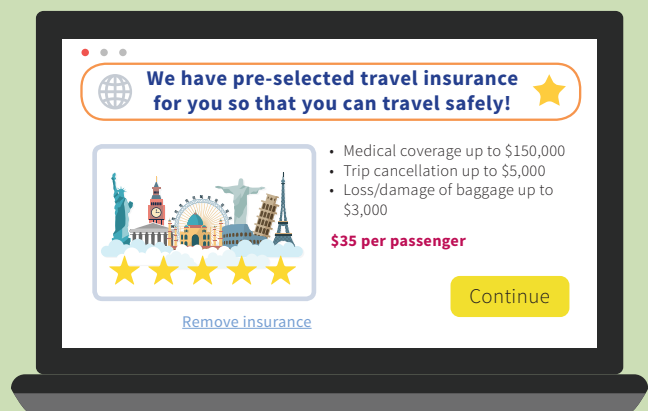 We have pre-selected travel insurance
for you so that you can travel safely!
• Medical coverage up to $150,000
• Trip cancellation up to $5,000
• Loss/damage of baggage up to
$3,000
$35 per passenger
Continue
Remove insurance